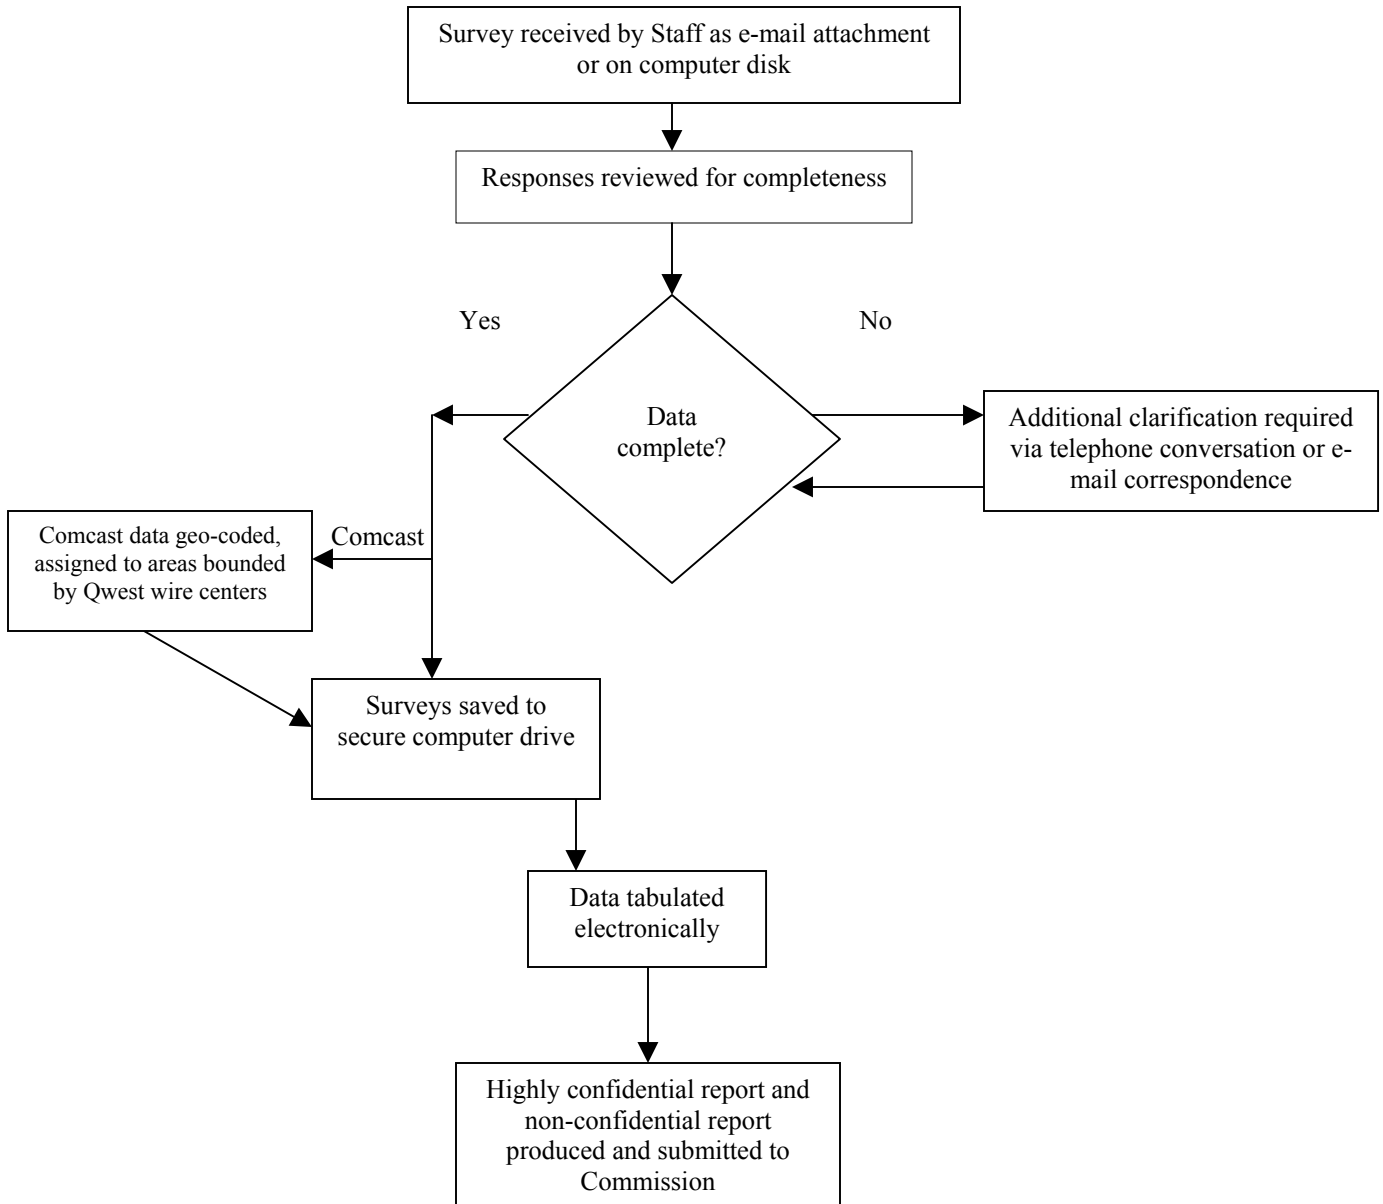 Survey received by Staff as e-mail attachment
or on computer disk
Responses reviewed for completeness
Yes
No
Data
complete?
Additional clarification required
via telephone conversation or e-
mail correspondence
Comcast
Comcast data geo-coded,
assigned to areas bounded
by Qwest wire centers
Surveys saved to
secure computer drive
Data tabulated
electronically
Highly confidential report and
non-confidential report
produced and submitted to
Commission